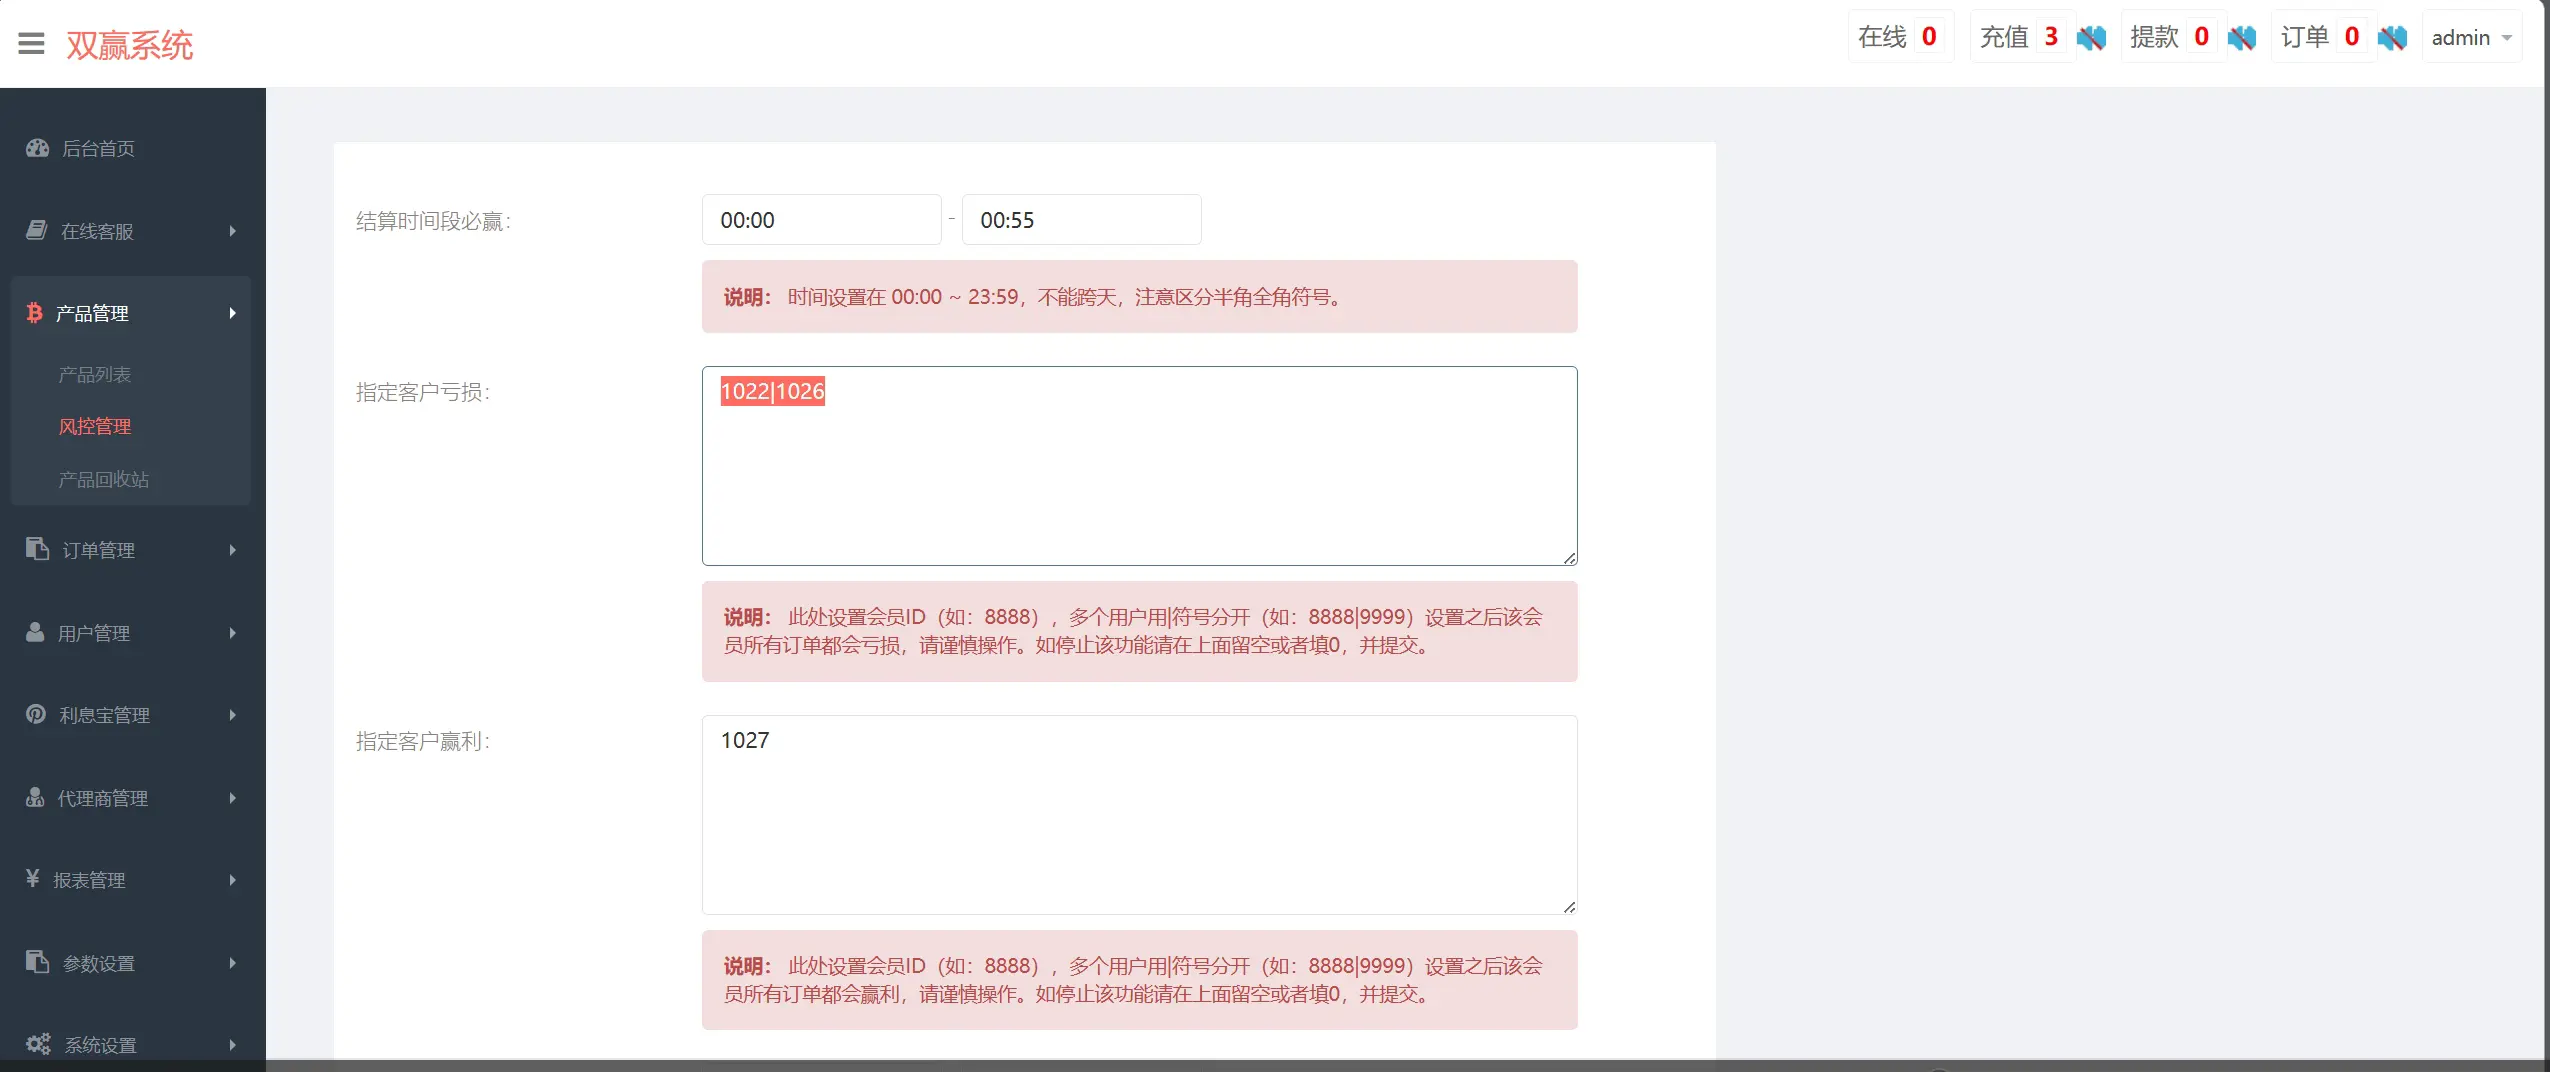 双赢系统
在线 0 充值 3 提款 0 订单 0 admin
后台首页
在线客服
产品管理
产品列表
风控管理
产品回收站
订单管理
用户管理
利息宝管理
代理商管理
报表管理
参数设置
系统设置
结算时间段必赢: 00:00 - 00:55
说明： 时间设置在 00:00 ~ 23:59，不能跨天，注意区分半角全角符号。
指定客户亏损: 1022|1026
说明： 此处设置会员ID（如：8888），多个用户用|符号分开（如：8888|9999）设置之后该会
员所有订单都会亏损，请谨慎操作。如停止该功能请在上面留空或者填0，并提交。
指定客户赢利: 1027
说明： 此处设置会员ID（如：8888），多个用户用|符号分开（如：8888|9999）设置之后该会
员所有订单都会赢利，请谨慎操作。如停止该功能请在上面留空或者填0，并提交。